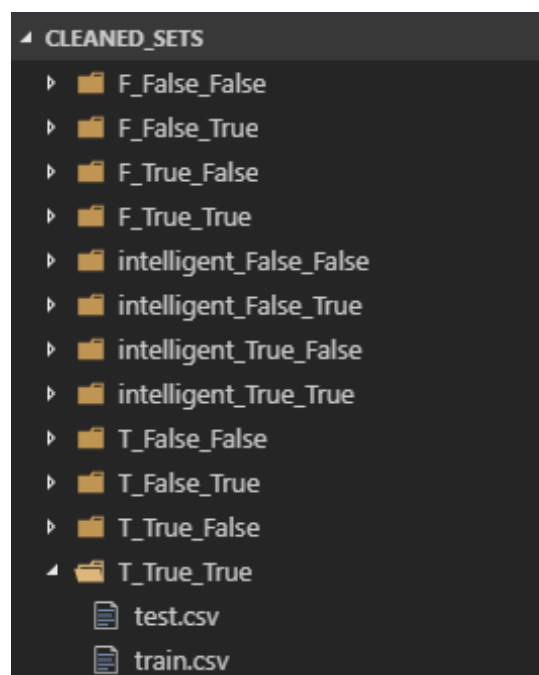 CLEANED_SETS
F_False_False
F_False_True
F_True_False
F_True_True
intelligent_False_False
intelligent_False_True
intelligent_True_False
intelligent_True_True
T_False_False
T_False_True
T_True_False
T_True_True
test.csv
train.csv